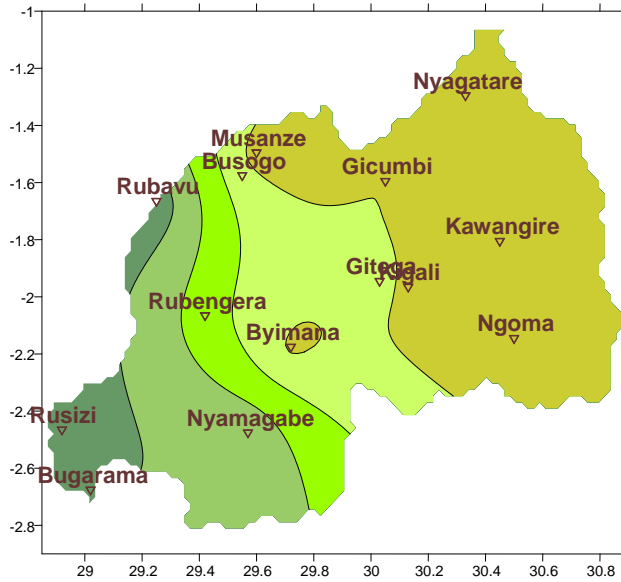 -1
-1.2
-1.4
-1.6
-1.8
-2
-2.2
-2.4
-2.6
-2.8
Nyagatare
Musanze
Busogo
Gicumbi
Rubavu
Kawangire
Gitega
Kigali
Rubengera
Ngoma
Byimana
Rusizi
Nyamagabe
Bugarama
29 29.2 29.4 29.6 29.8 30 30.2 30.4 30.6 30.8